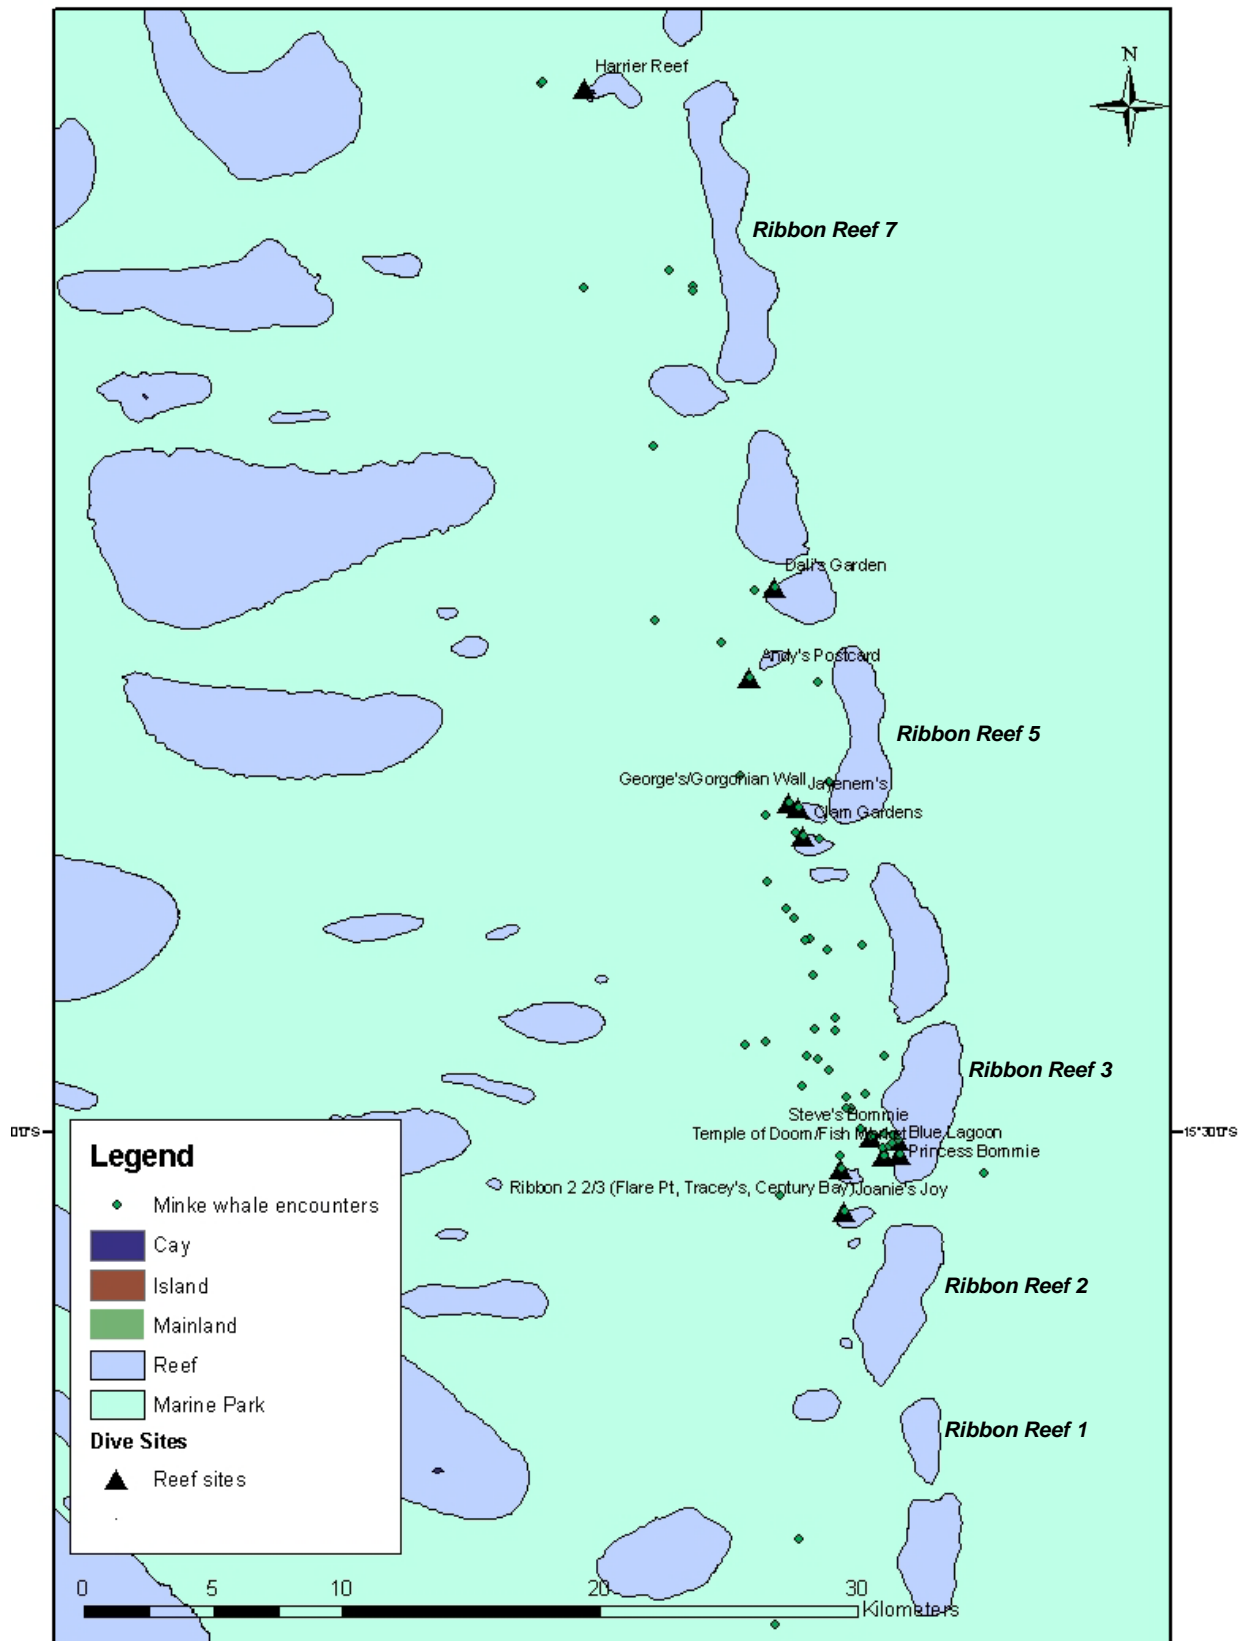 N
Harrier Reef
Ribbon Reef 7
Dali's Garden
Andy's Postcard
Ribbon Reef 5
George's/Gorgonian Wall
Jayenem's
Clam Gardens
Ribbon Reef 3
Steve's Bommie
Temple of Doom/Fish Market
Blue Lagoon
15°30'0"S
Princess Bommie
Ribbon 2 2/3 (Flare Pt, Tracey's, Century Bay)
Joanie's Joy
Ribbon Reef 2
Ribbon Reef 1
Legend
Minke whale encounters
Cay
Island
Mainland
Reef
Marine Park
Dive Sites
Reef sites
0 5 10 20 30
Kilometers